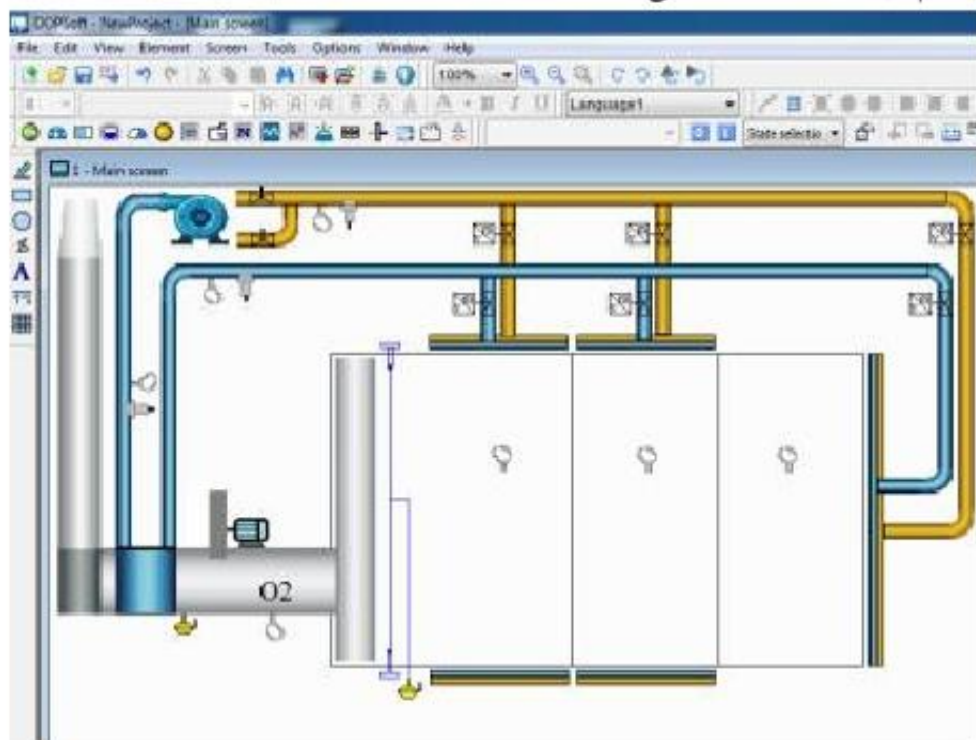 DOPSoft - NewProject - [Main screen]
File Edit View Element Screen Tools Options Window Help
100%
Language1
State selectio
1 - Main screen
O2